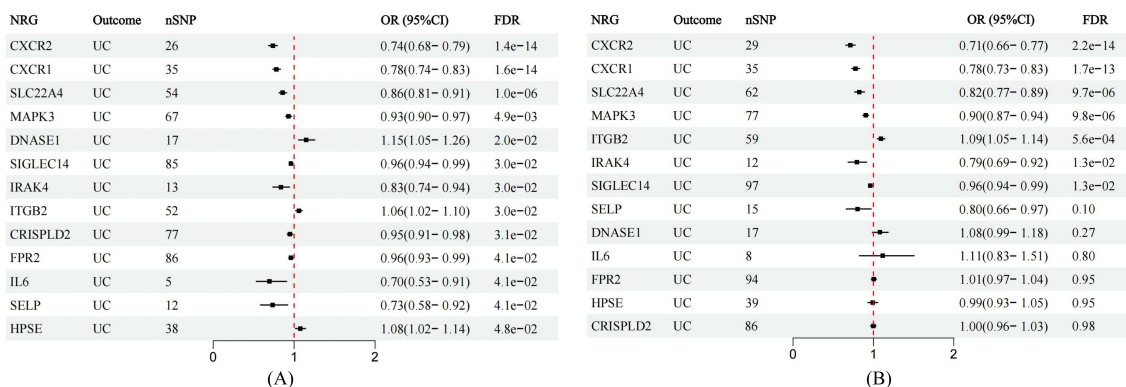 NRG Outcome nSNP OR (95%CI) FDR
CXCR2 UC 26 0.74(0.68− 0.79) 1.4e−14
CXCR1 UC 35 0.78(0.74− 0.83) 1.6e−14
SLC22A4 UC 54 0.86(0.81− 0.91) 1.0e−06
MAPK3 UC 67 0.93(0.90− 0.97) 4.9e−03
DNASE1 UC 17 1.15(1.05− 1.26) 2.0e−02
SIGLEC14 UC 85 0.96(0.94− 0.99) 3.0e−02
IRAK4 UC 13 0.83(0.74− 0.94) 3.0e−02
ITGB2 UC 52 1.06(1.02− 1.10) 3.0e−02
CRISPLD2 UC 77 0.95(0.91− 0.98) 3.1e−02
FPR2 UC 86 0.96(0.93− 0.99) 4.1e−02
IL6 UC 5 0.70(0.53− 0.91) 4.1e−02
SELP UC 12 0.73(0.58− 0.92) 4.1e−02
HPSE UC 38 1.08(1.02− 1.14) 4.8e−02
0 1 2
(A)
NRG Outcome nSNP OR (95%CI) FDR
CXCR2 UC 29 0.71(0.66− 0.77) 2.2e−14
CXCR1 UC 35 0.78(0.73− 0.83) 1.7e−13
SLC22A4 UC 62 0.82(0.77− 0.89) 9.7e−06
MAPK3 UC 77 0.90(0.87− 0.94) 9.8e−06
ITGB2 UC 59 1.09(1.05− 1.14) 5.6e−04
IRAK4 UC 12 0.79(0.69− 0.92) 1.3e−02
SIGLEC14 UC 97 0.96(0.94− 0.99) 1.3e−02
SELP UC 15 0.80(0.66− 0.97) 0.10
DNASE1 UC 17 1.08(0.99− 1.18) 0.27
IL6 UC 8 1.11(0.83− 1.51) 0.80
FPR2 UC 94 1.01(0.97− 1.04) 0.95
HPSE UC 39 0.99(0.93− 1.05) 0.95
CRISPLD2 UC 86 1.00(0.96− 1.03) 0.98
0 1 2
(B)